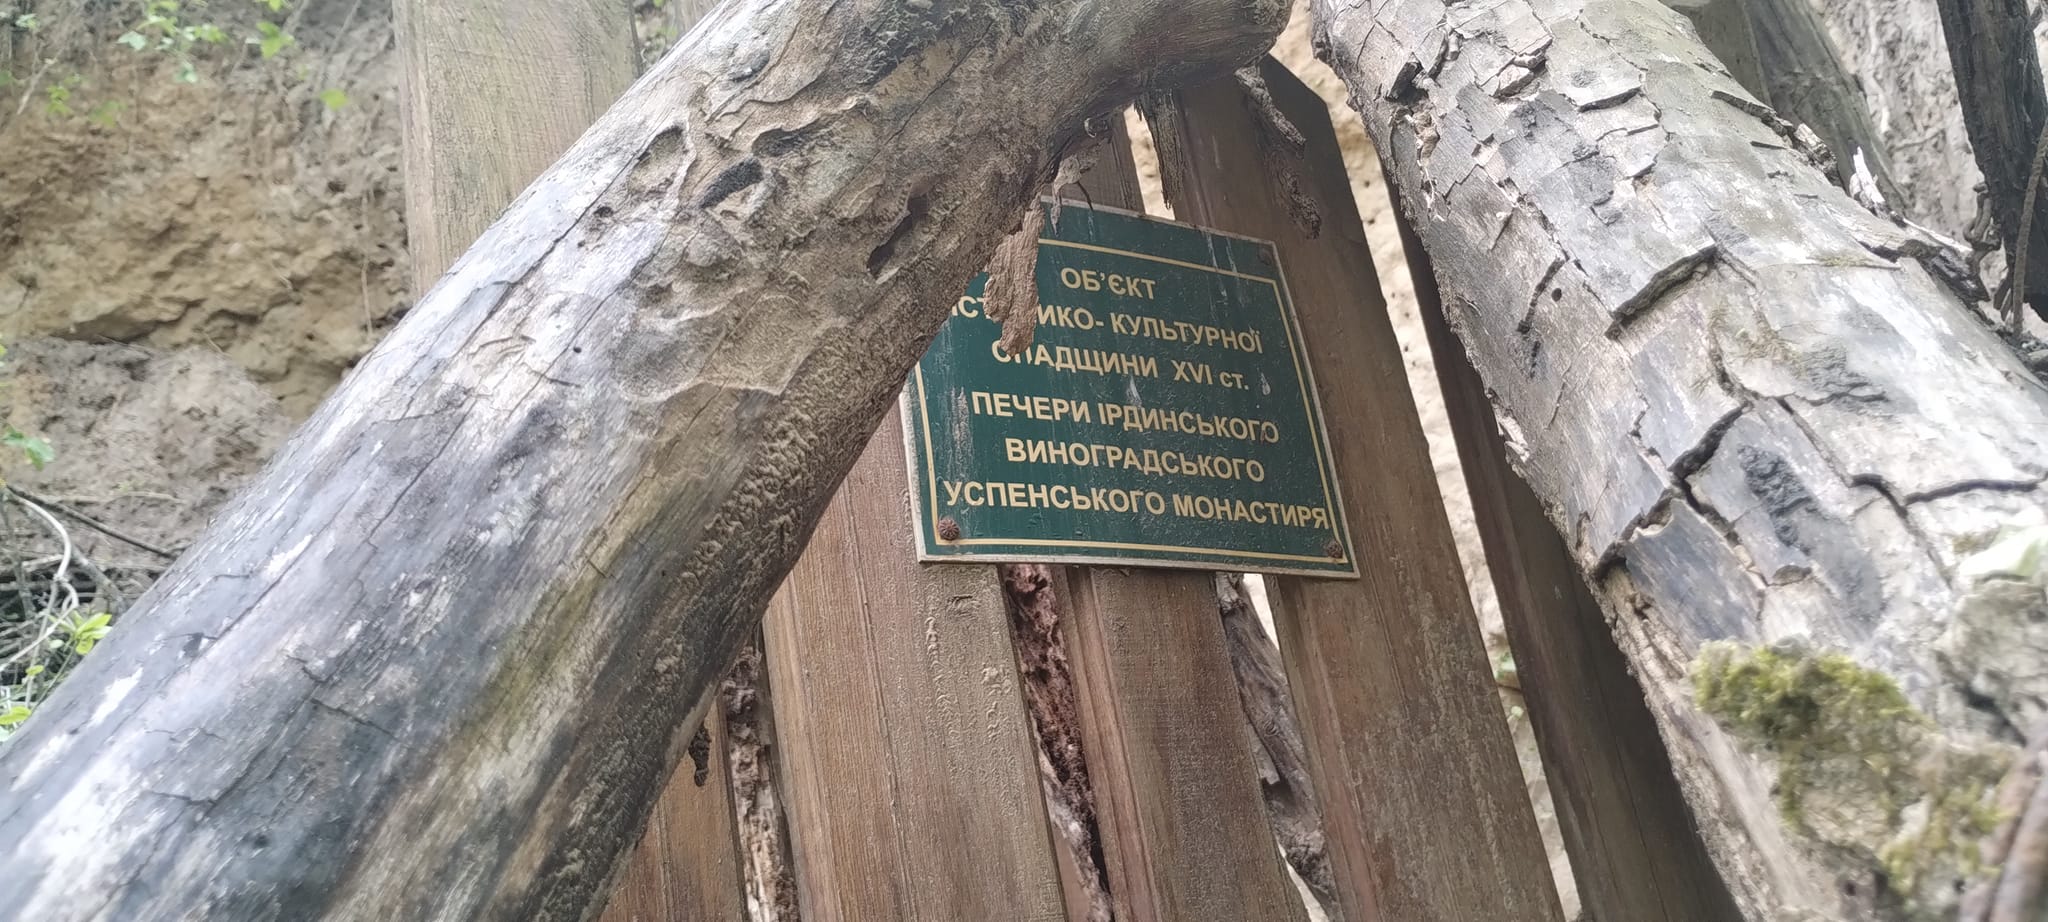 ОБ’ЄКТ
КУЛЬТУРНОЇ
СПАДЩИНИ XVI ст.
ПЕЧЕРИ ІРДИНСЬКОГО
ВИНОГРАДСЬКОГО
УСПЕНСЬКОГО МОНАСТИРЯ